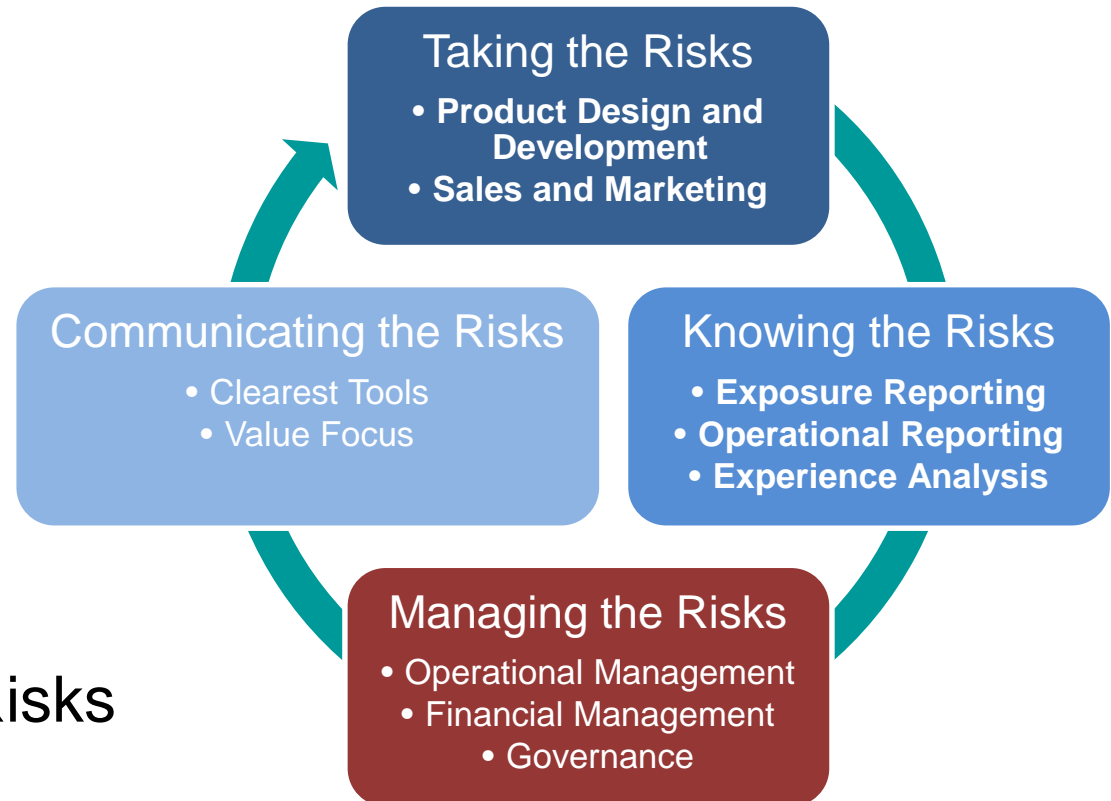 Taking the Risks
• Product Design and
Development
• Sales and Marketing
Communicating the Risks
• Clearest Tools
• Value Focus
Knowing the Risks
• Exposure Reporting
• Operational Reporting
• Experience Analysis
Managing the Risks
• Operational Management
• Financial Management
• Governance